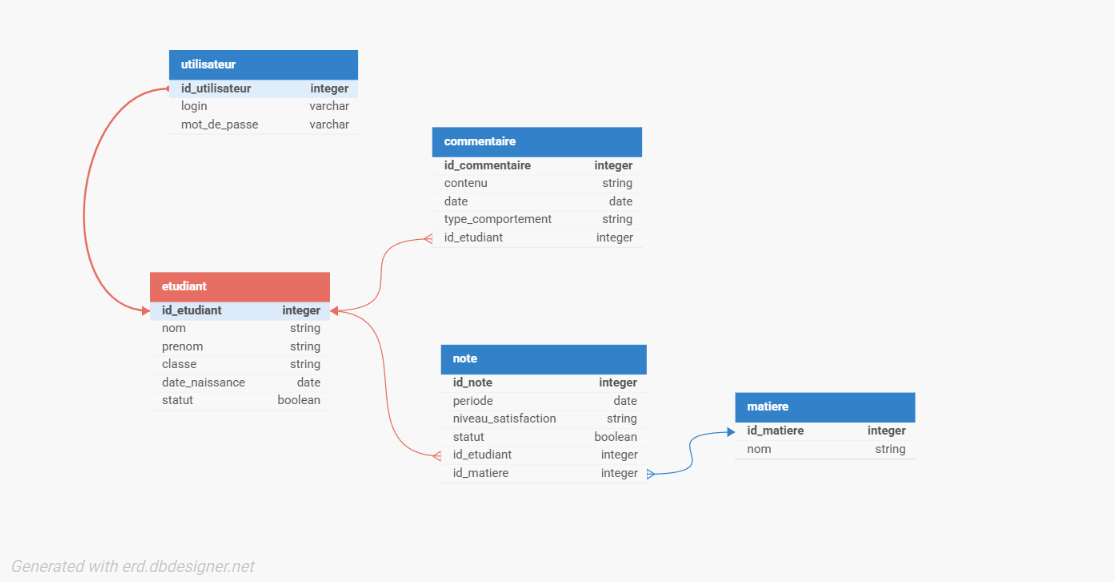 utilisateur
id_utilisateur integer
login varchar
mot_de_passe varchar
commentaire
id_commentaire integer
contenu string
date date
type_comportement string
id_etudiant integer
etudiant
id_etudiant integer
nom string
prenom string
classe string
date_naissance date
statut boolean
note
id_note integer
periode date
niveau_satisfaction string
statut boolean
id_etudiant integer
id_matiere integer
matiere
id_matiere integer
nom string
Generated with erd.dbdesigner.net